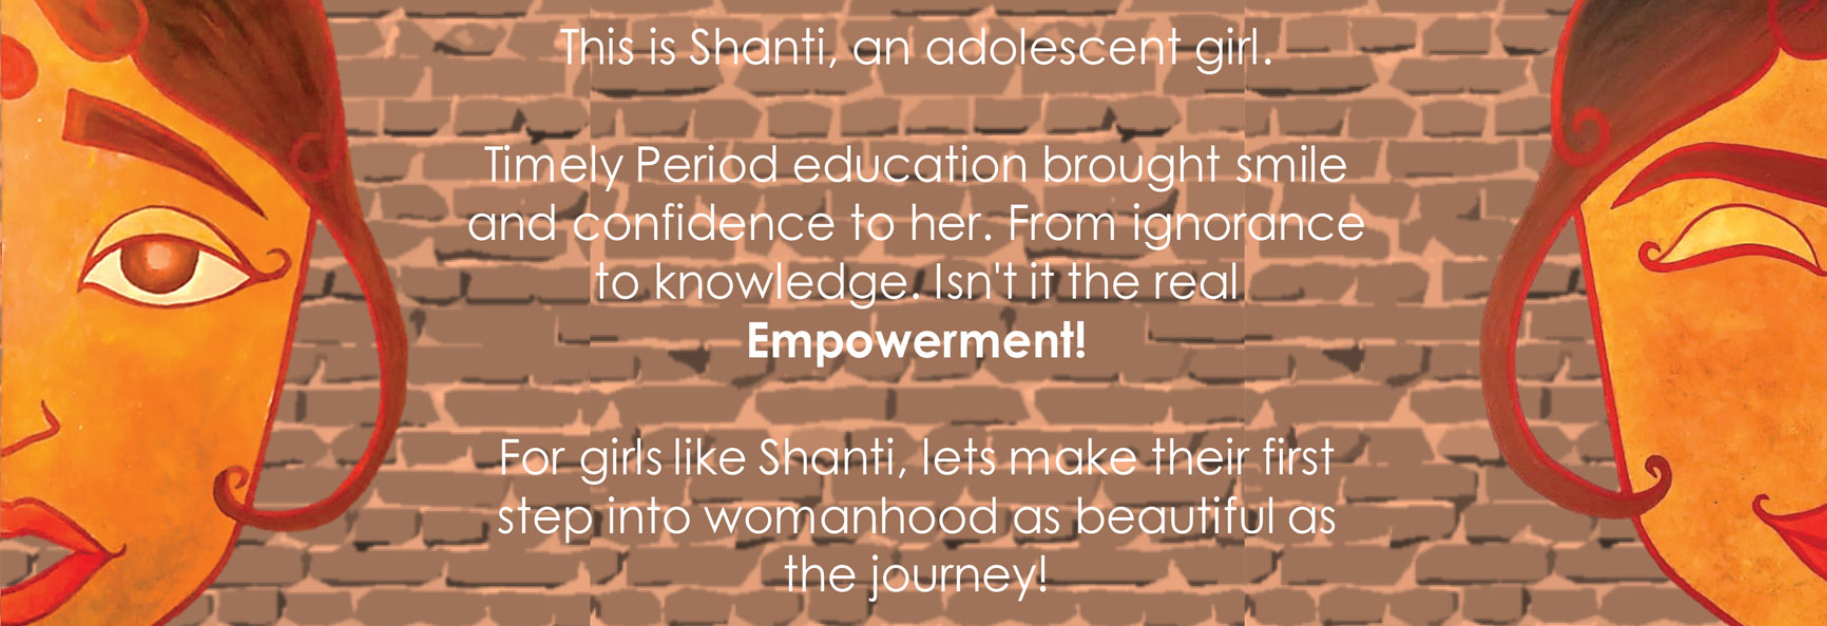 This is Shanti, an adolescent girl.
Timely Period education brought smile
and confidence to her. From ignorance
to knowledge. Isn't it the real
Empowerment!
For girls like Shanti, lets make their first
step into womanhood as beautiful as
the journey!